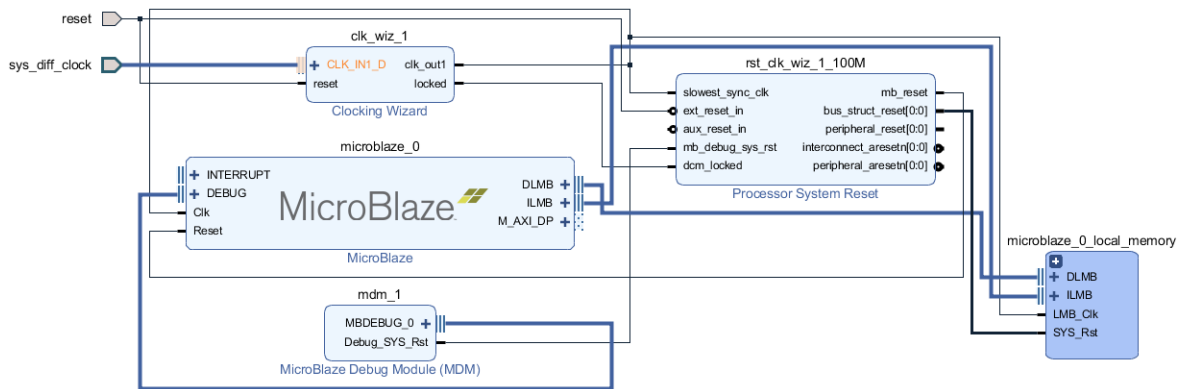 reset
sys_diff_clock
clk_wiz_1
CLK_IN1_D
reset
clk_out1
locked
Clocking Wizard
rst_clk_wiz_1_100M
slowest_sync_clk
ext_reset_in
aux_reset_in
mb_debug_sys_rst
dcm_locked
mb_reset
bus_struct_reset[0:0]
peripheral_reset[0:0]
interconnect_aresetn[0:0]
peripheral_aresetn[0:0]
Processor System Reset
microblaze_0
INTERRUPT
DEBUG
Clk
Reset
MicroBlaze
DLMB
ILMB
M_AXI_DP
MicroBlaze
microblaze_0_local_memory
DLMB
ILMB
LMB_Clk
SYS_Rst
mdm_1
MBDEBUG_0
Debug_SYS_Rst
MicroBlaze Debug Module (MDM)